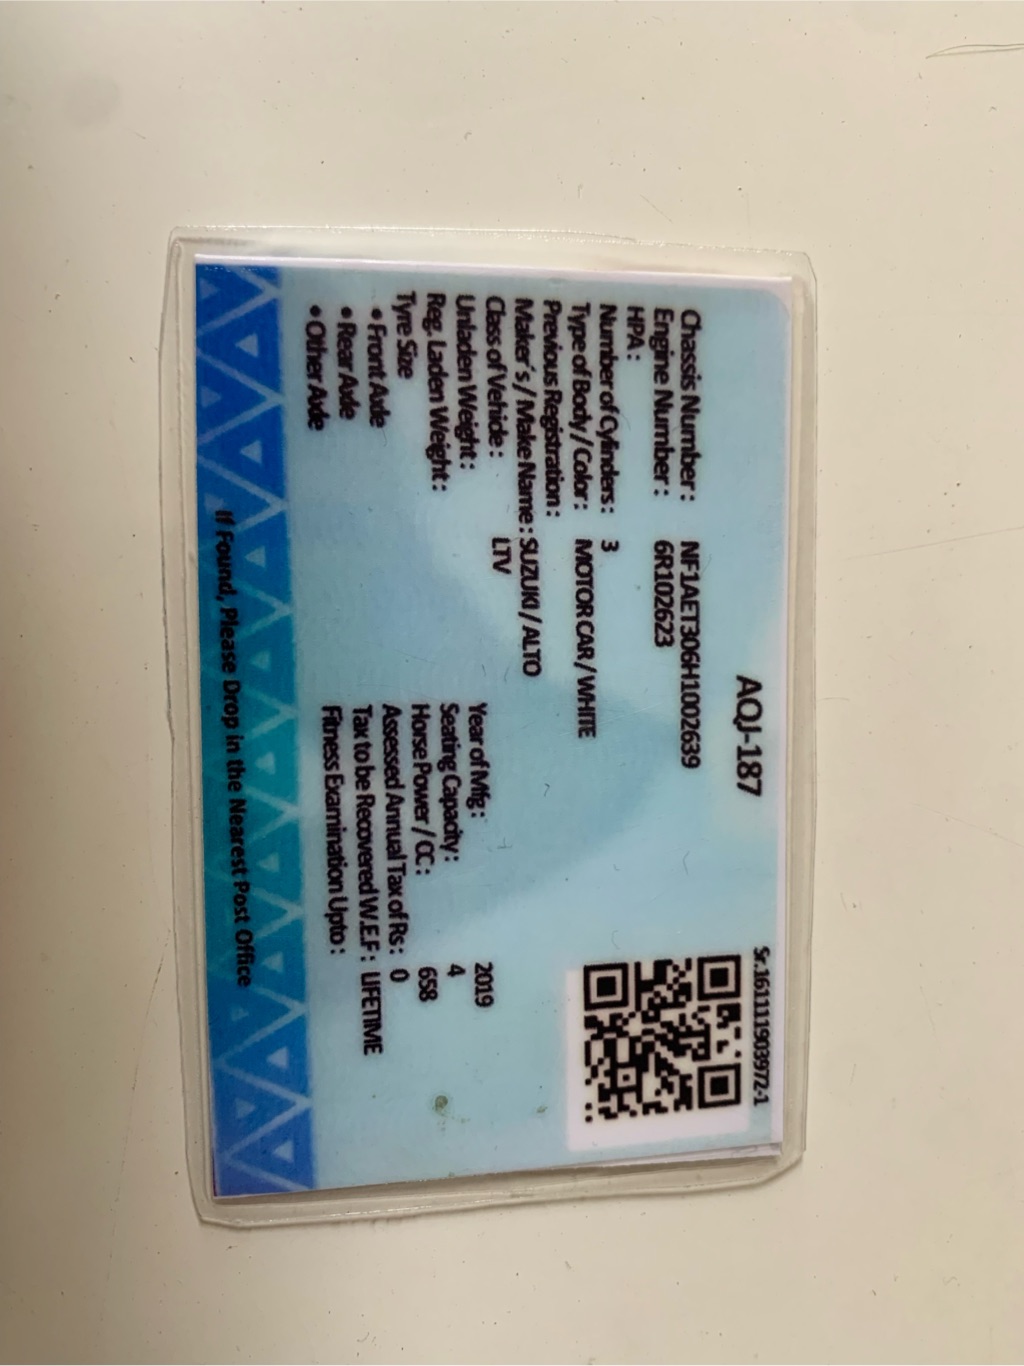 Sr.161111903972-1
AQJ-187
Chassis Number : NF1AET306H1002639
Engine Number : 6R102623
HPA :
Number of Cylinders : 3
Type of Body / Color : MOTOR CAR / WHITE
Previous Registration :
Maker's / Make Name : SUZUKI / ALTO
Class of Vehicle : LTV
Year of Mfg : 2019
Unladen Weight :
Seating Capacity : 4
Reg. Laden Weight :
Horse Power / CC : 658
Tyre Size
Assessed Annual Tax of Rs : 0
• Front Axle
Tax to be Recovered W.E.F : LIFETIME
• Rear Axle
Fitness Examination Upto :
• Other Axle
If Found, Please Drop in the Nearest Post Office